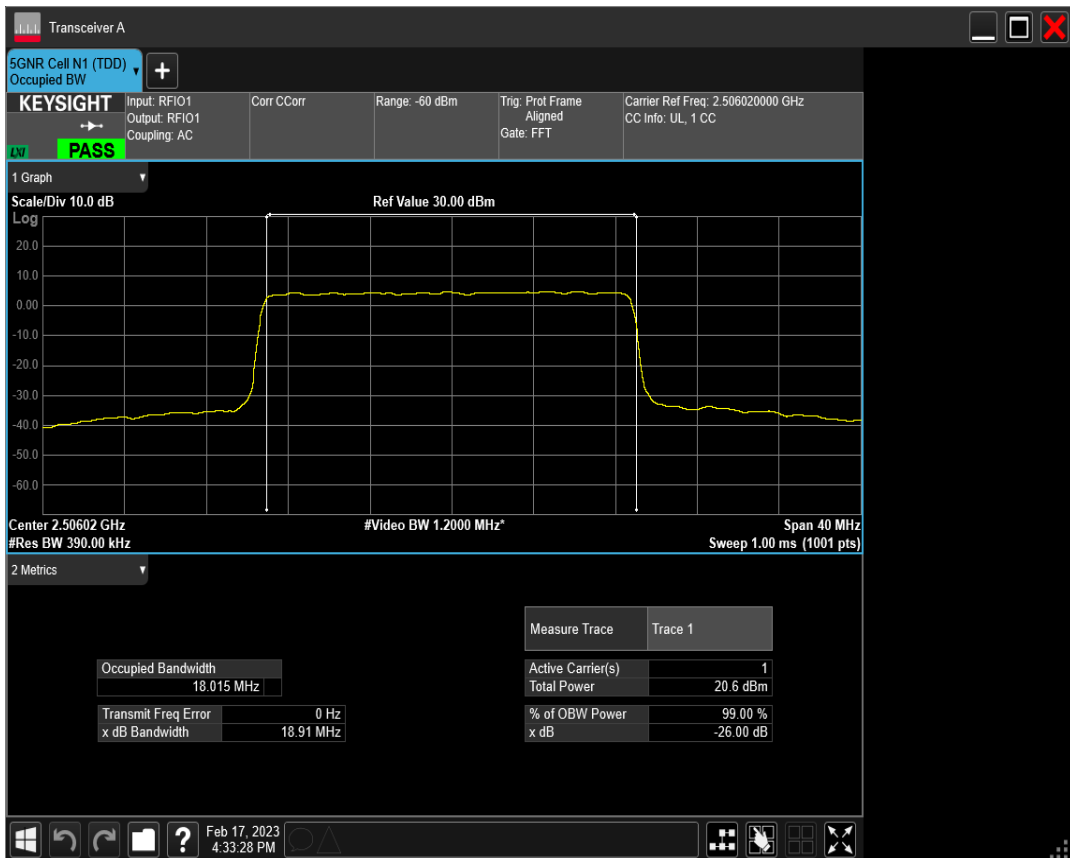 Transceiver A
5GNR Cell N1 (TDD)
Occupied BW
KEYSIGHT
LXI
PASS
Input: RFIO1
Output: RFIO1
Coupling: AC
Corr CCorr
Range: -60 dBm
Trig: Prot Frame
Aligned
Gate: FFT
Carrier Ref Freq: 2.506020000 GHz
CC Info: UL, 1 CC
1 Graph
Scale/Div 10.0 dB
Ref Value 30.00 dBm
Log
20.0
10.0
0.00
-10.0
-20.0
-30.0
-40.0
-50.0
-60.0
Center 2.50602 GHz
#Video BW 1.2000 MHz*
Span 40 MHz
#Res BW 390.00 kHz
Sweep 1.00 ms (1001 pts)
2 Metrics
Measure Trace Trace 1
Occupied Bandwidth
18.015 MHz
Active Carrier(s) 1
Total Power 20.6 dBm
Transmit Freq Error 0 Hz
x dB Bandwidth 18.91 MHz
% of OBW Power 99.00 %
x dB -26.00 dB
?
Feb 17, 2023
4:33:28 PM